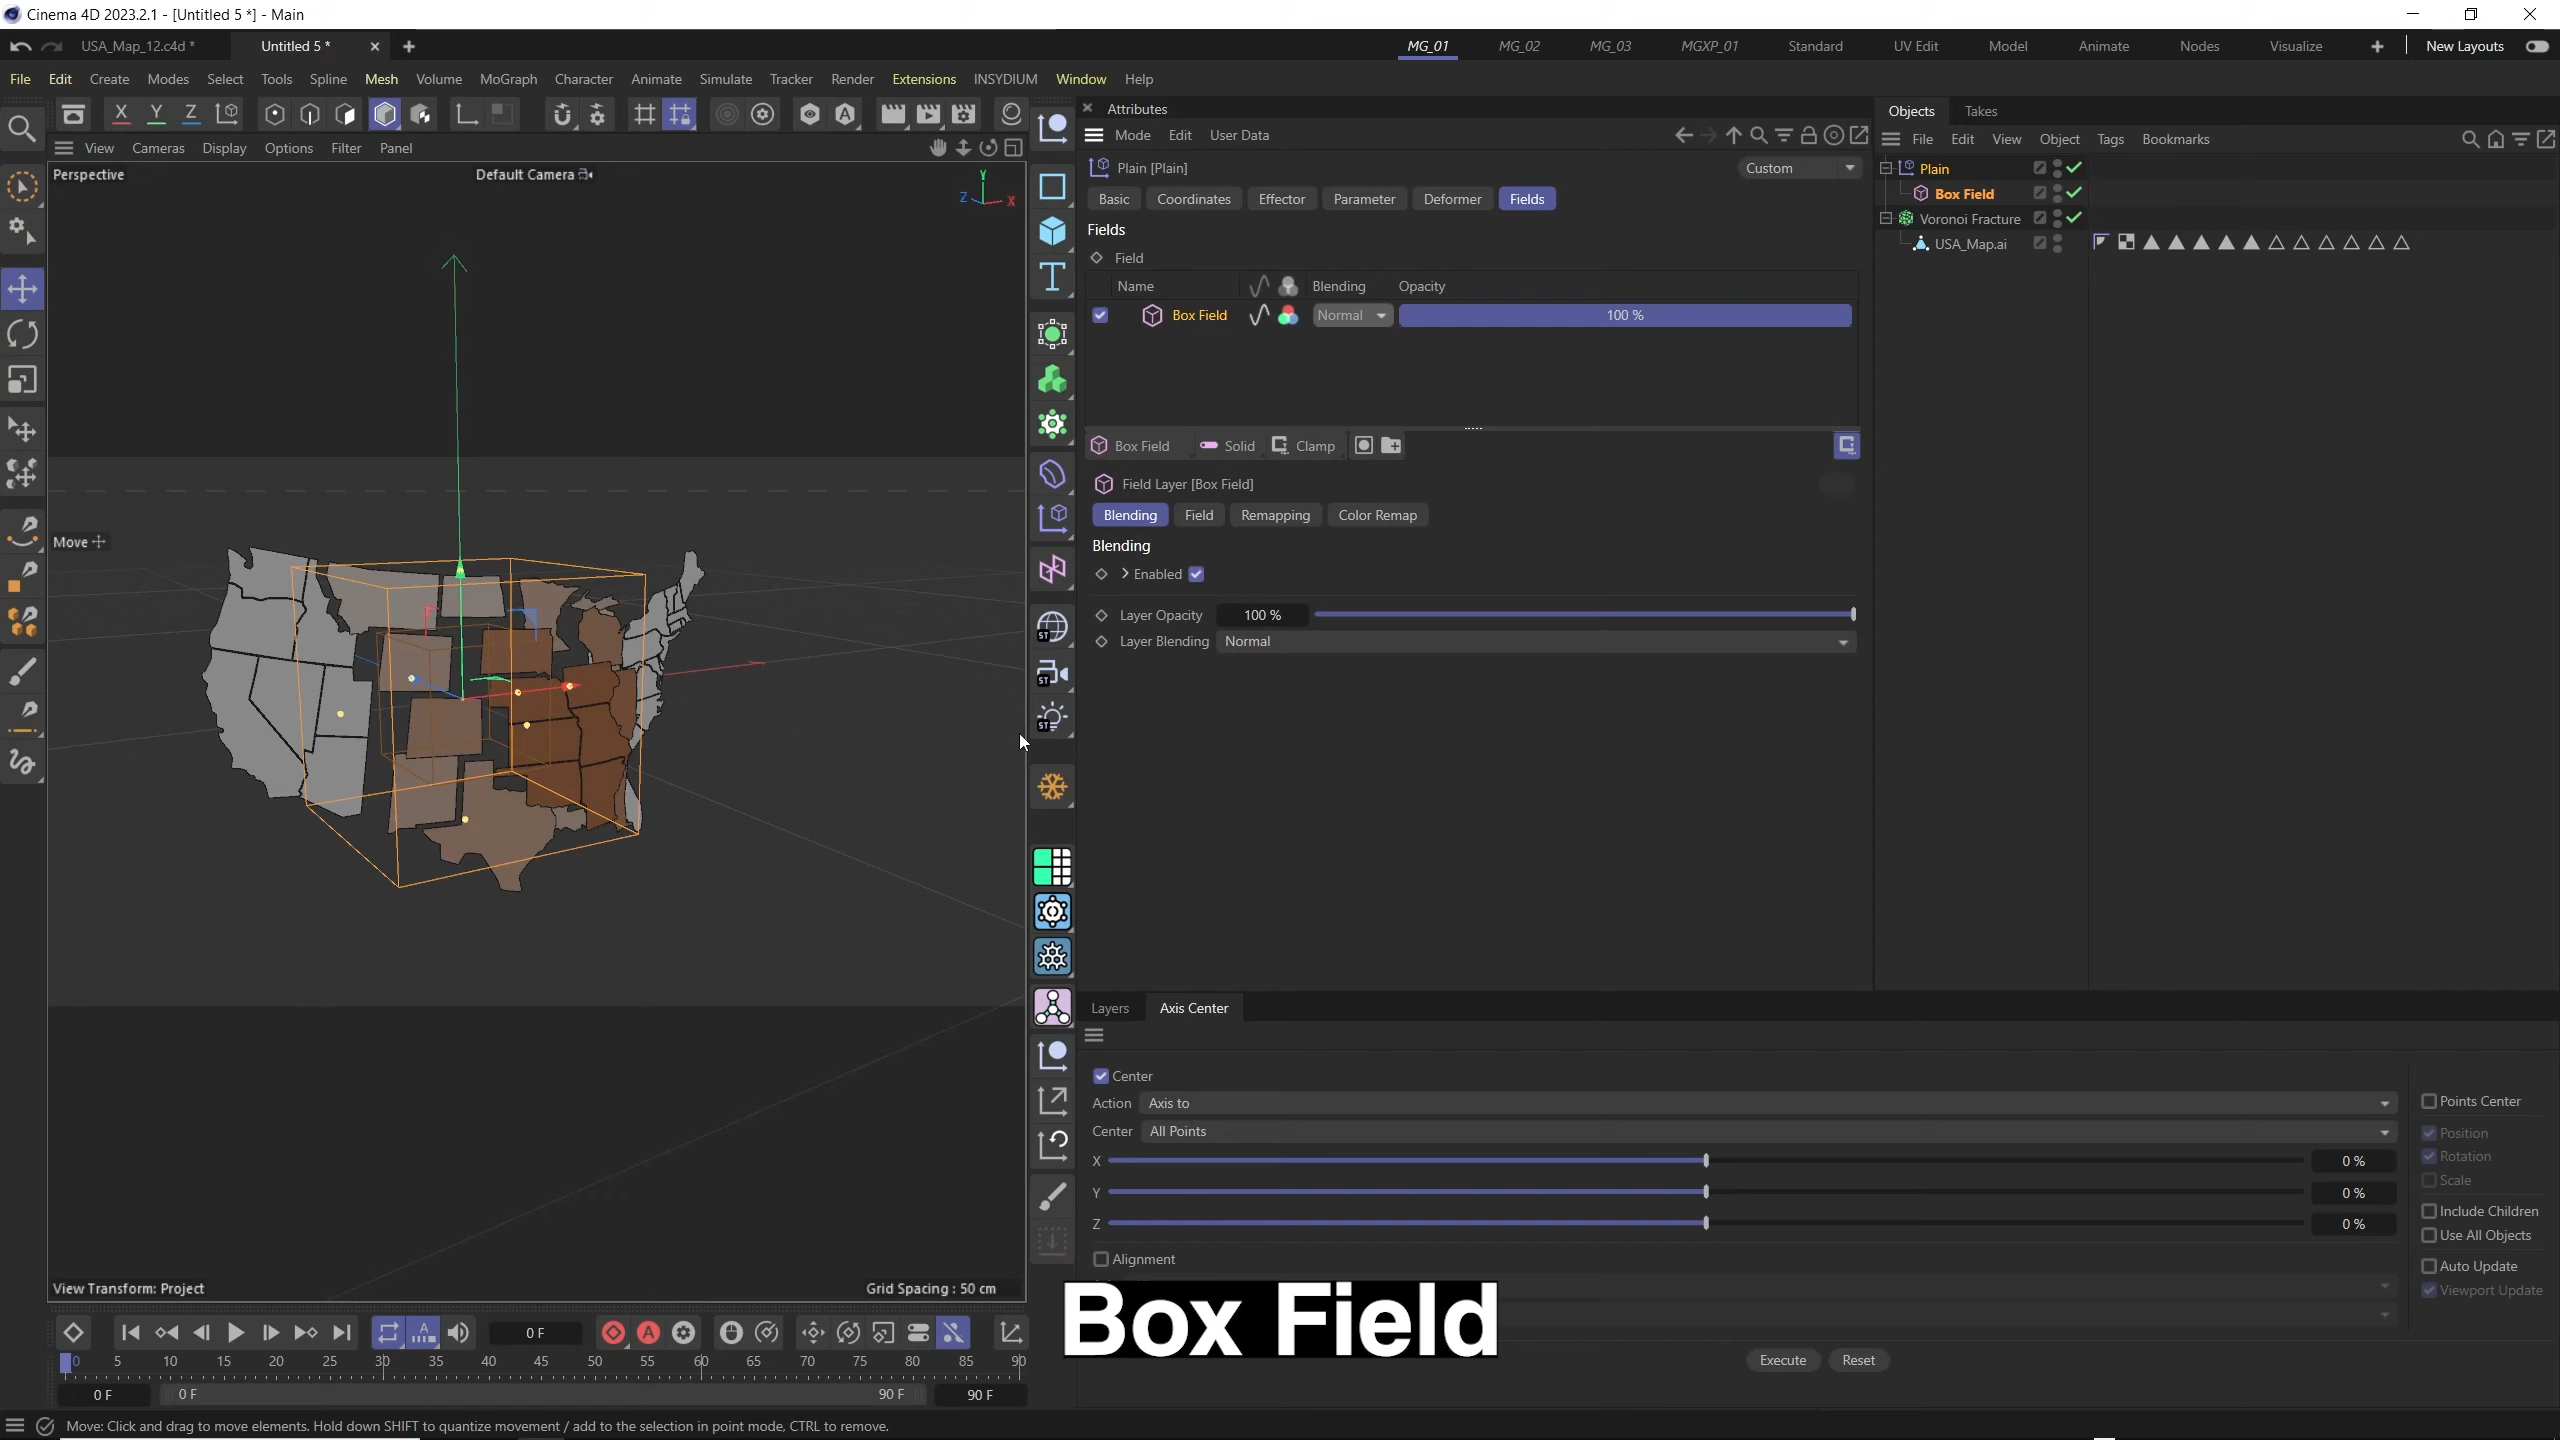 Cinema 4D 2023.2.1 - [Untitled 5 *] - Main
USA_Map_12.c4d *
Untitled 5 *
MG_01
MG_02
MG_03
MGXP_01
Standard
UV Edit
Model
Animate
Nodes
Visualize
New Layouts
File Edit Create Modes Select Tools Spline Mesh Volume MoGraph Character Animate Simulate Tracker Render Extensions INSYDIUM Window Help
X Y Z
View Cameras Display Options Filter Panel
Perspective
Default Camera
Y
Z
X
Move
View Transform: Project
Grid Spacing : 50 cm
ST
ST
ST
Attributes
Mode Edit User Data
Plain [Plain]
Custom
Basic Coordinates Effector Parameter Deformer Fields
Fields
Field
Name Blending Opacity
Box Field Normal 100 %
Box Field Solid Clamp
Field Layer [Box Field]
Blending Field Remapping Color Remap
Blending
Enabled
Layer Opacity 100 %
Layer Blending Normal
Objects Takes
File Edit View Object Tags Bookmarks
Plain
Box Field
Voronoi Fracture
USA_Map.ai
Layers Axis Center
Center
Action Axis to
Center All Points
X 0 %
Y 0 %
Z 0 %
Alignment
Points Center
Position
Rotation
Scale
Include Children
Use All Objects
Auto Update
Viewport Update
Box Field
Execute Reset
0 F
0 5 10 15 20 25 30 35 40 45 50 55 60 65 70 75 80 85 90
0 F 0 F 90 F 90 F
Move: Click and drag to move elements. Hold down SHIFT to quantize movement / add to the selection in point mode, CTRL to remove.